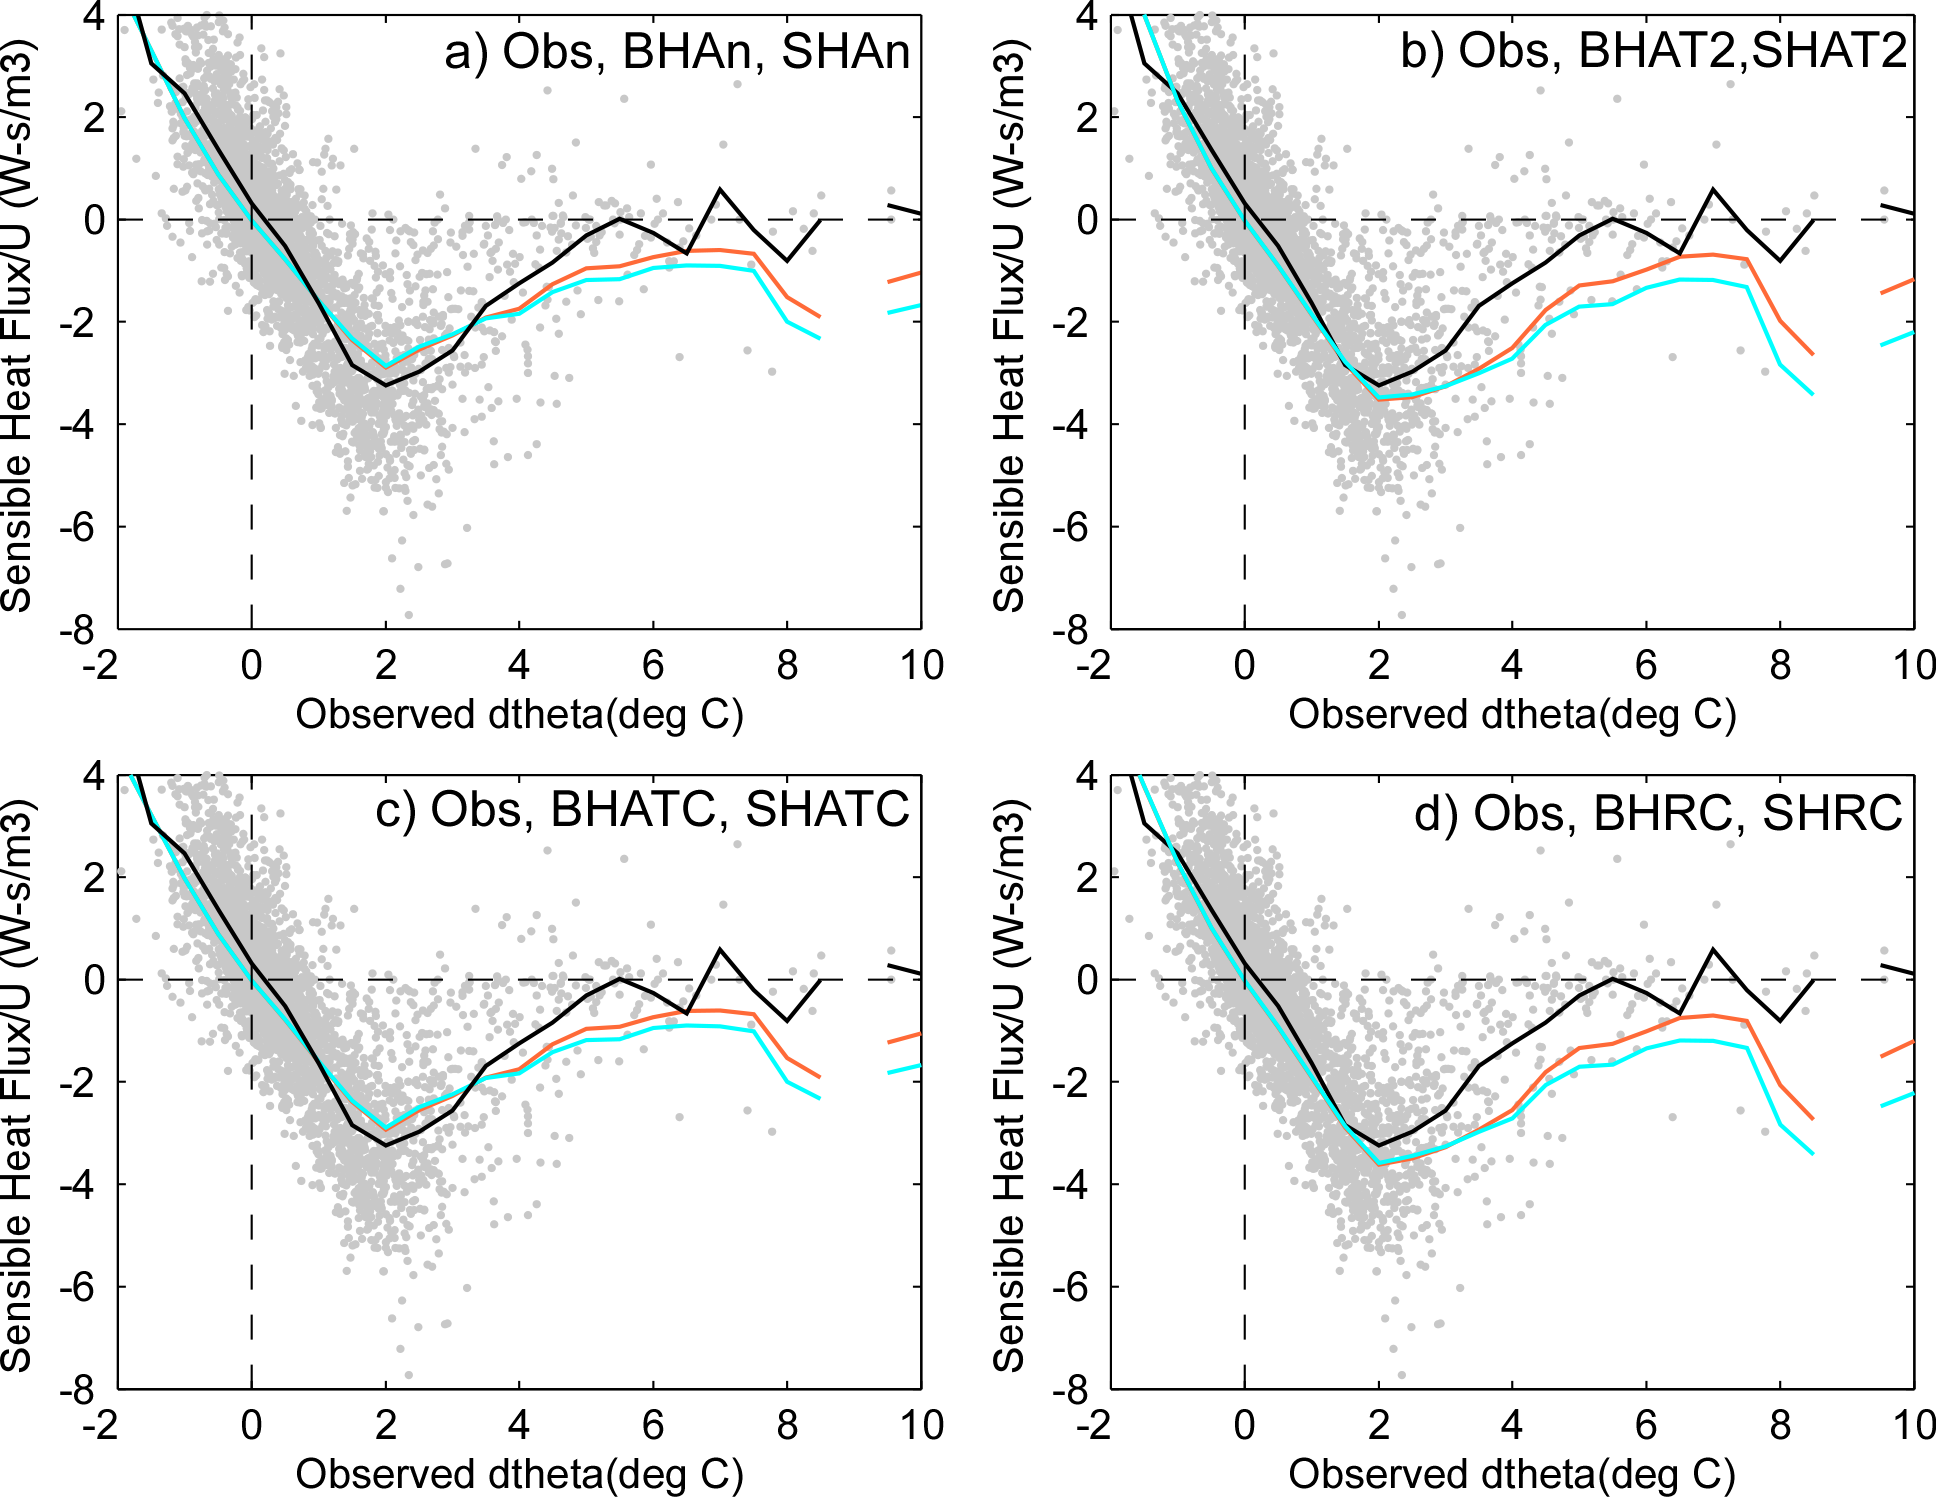 a) Obs, BHAn, SHAn
4
2
0
-2
-4
-6
-8
Sensible Heat Flux/U (W-s/m3)
-2 0 2 4 6 8 10
Observed dtheta(deg C)
b) Obs, BHAT2,SHAT2
4
2
0
-2
-4
-6
-8
Sensible Heat Flux/U (W-s/m3)
-2 0 2 4 6 8 10
Observed dtheta(deg C)
c) Obs, BHATC, SHATC
4
2
0
-2
-4
-6
-8
Sensible Heat Flux/U (W-s/m3)
-2 0 2 4 6 8 10
Observed dtheta(deg C)
d) Obs, BHRC, SHRC
4
2
0
-2
-4
-6
-8
Sensible Heat Flux/U (W-s/m3)
-2 0 2 4 6 8 10
Observed dtheta(deg C)